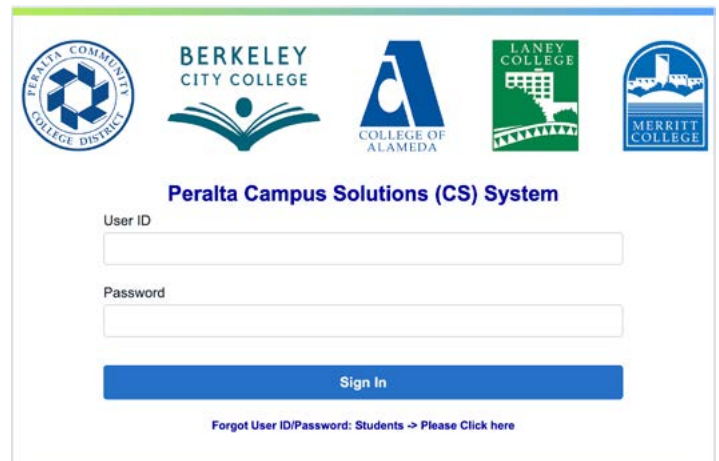 PERALTA COMMUNITY COLLEGE DISTRICT
BERKELEY
CITY COLLEGE
COLLEGE OF
ALAMEDA
LANEY
COLLEGE
MERRITT
COLLEGE
Peralta Campus Solutions (CS) System
User ID
Password
Sign In
Forgot User ID/Password: Students -> Please Click here